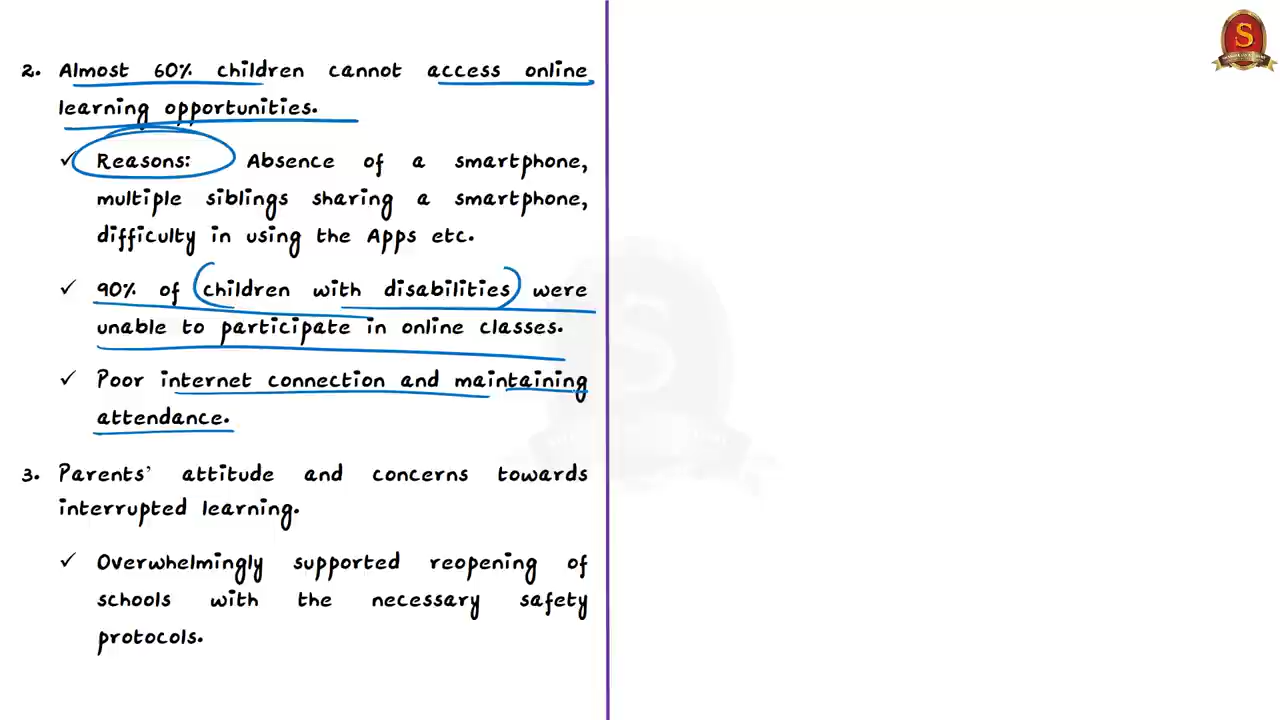 2. Almost 60% children cannot access online
learning opportunities.
✓ Reasons: Absence of a smartphone,
multiple siblings sharing a smartphone,
difficulty in using the Apps etc.
✓ 90% of children with disabilities were
unable to participate in online classes.
✓ Poor internet connection and maintaining
attendance.
3. Parents' attitude and concerns towards
interrupted learning.
✓ Overwhelmingly supported reopening of
schools with the necessary safety
protocols.
S